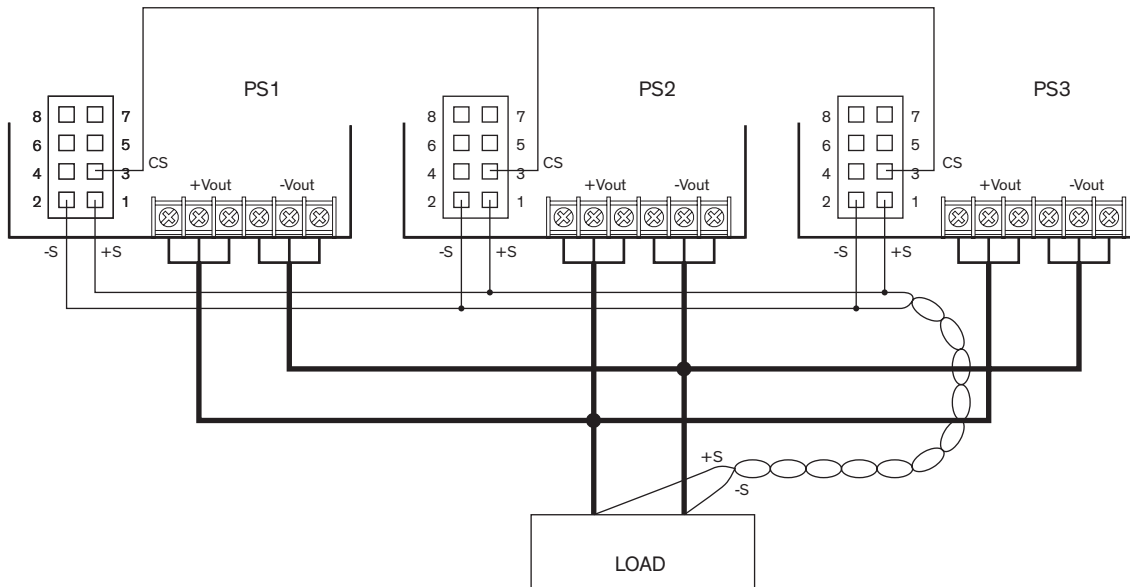 PS1 PS2 PS3
8 7 8 7 8 7
6 5 6 5 6 5
4 3 CS 4 3 CS 4 3 CS
+Vout -Vout +Vout -Vout +Vout -Vout
2 1 2 1 2 1
-S +S -S +S -S +S
+S
-S
LOAD